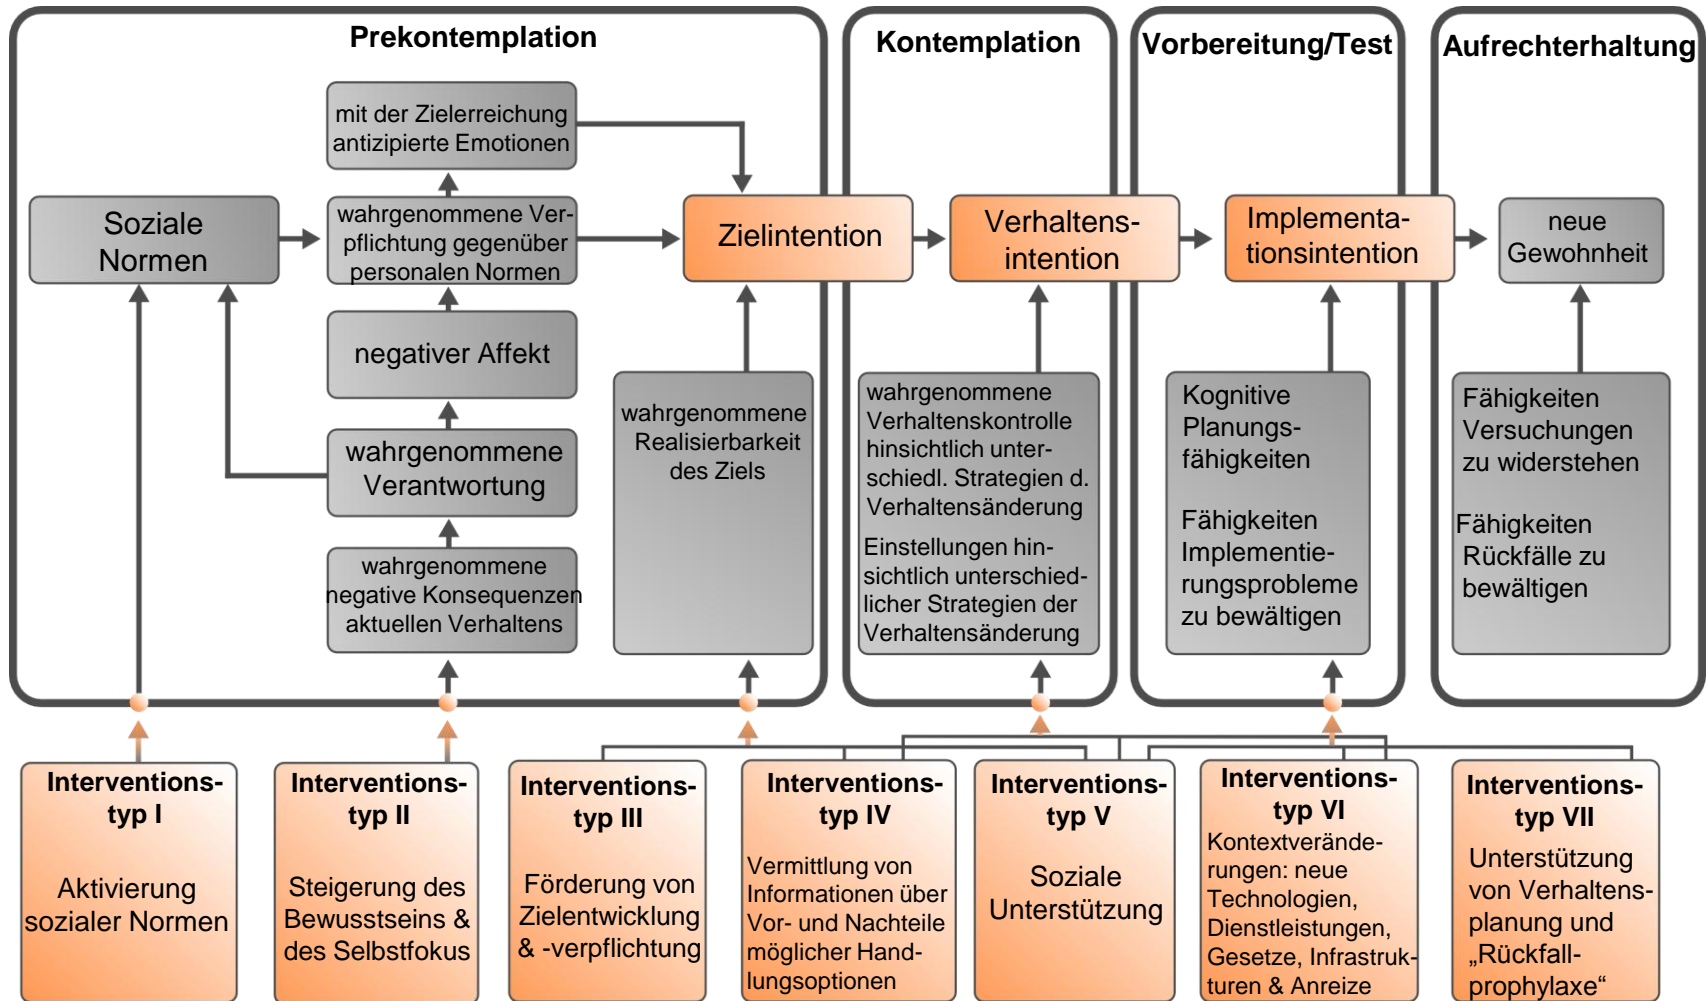 Prekontemplation
Kontemplation
Vorbereitung/Test
Aufrechterhaltung
mit der Zielerreichung
antizipierte Emotionen
Soziale
Normen
wahrgenommene Ver-
pflichtung gegenüber
personalen Normen
Zielintention
Verhaltens-
intention
Implementa-
tionsintention
neue
Gewohnheit
negativer Affekt
wahrgenommene
Verantwortung
wahrgenommene
negative Konsequenzen
aktuellen Verhaltens
wahrgenommene
Realisierbarkeit
des Ziels
wahrgenommene
Verhaltenskontrolle
hinsichtlich unter-
schiedl. Strategien d.
Verhaltensänderung
Einstellungen hin-
sichtlich unterschied-
licher Strategien der
Verhaltensänderung
Kognitive
Planungs-
fähigkeiten
Fähigkeiten
Implementie-
rungsprobleme
zu bewältigen
Fähigkeiten
Versuchungen
zu widerstehen
Fähigkeiten
Rückfälle zu
bewältigen
Interventions-
typ I
Aktivierung
sozialer Normen
Interventions-
typ II
Steigerung des
Bewusstseins &
des Selbstfokus
Interventions-
typ III
Förderung von
Zielentwicklung
& -verpflichtung
Interventions-
typ IV
Vermittlung von
Informationen über
Vor- und Nachteile
möglicher Hand-
lungsoptionen
Interventions-
typ V
Soziale
Unterstützung
Interventions-
typ VI
Kontextverände-
rungen: neue
Technologien,
Dienstleistungen,
Gesetze, Infrastruk-
turen & Anreize
Interventions-
typ VII
Unterstützung
von Verhaltens-
planung und
„Rückfall-
prophylaxe“